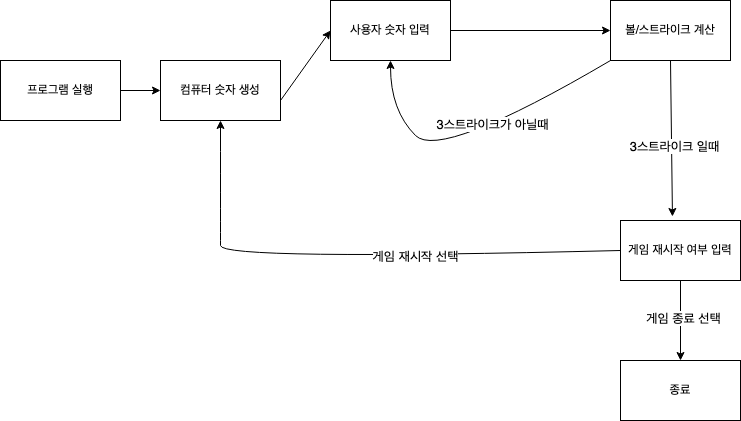 사용자 숫자 입력
볼/스트라이크 계산
프로그램 실행
컴퓨터 숫자 생성
3스트라이크가 아닐때
3스트라이크 일때
게임 재시작 여부 입력
게임 재시작 선택
게임 종료 선택
종료